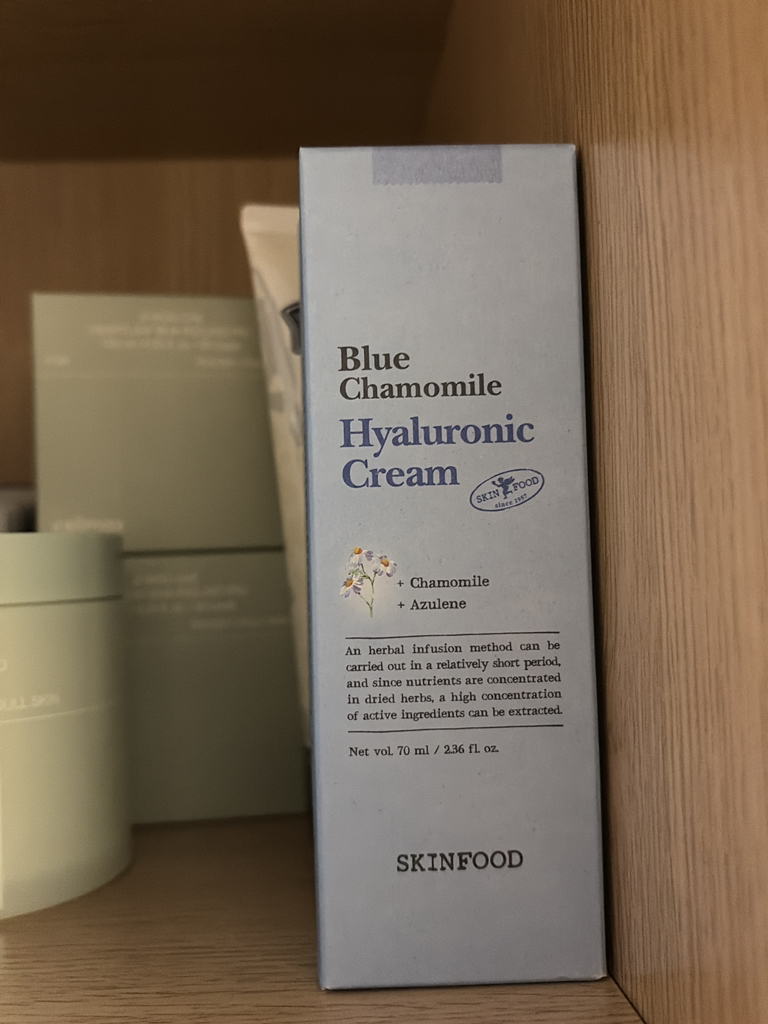 Blue
Chamomile
Hyaluronic
Cream
SKIN FOOD
since 1957
+ Chamomile
+ Azulene
An herbal infusion method can be
carried out in a relatively short period,
and since nutrients are concentrated
in dried herbs, a high concentration
of active ingredients can be extracted.
Net vol. 70 ml / 2.36 fl. oz.
SKINFOOD